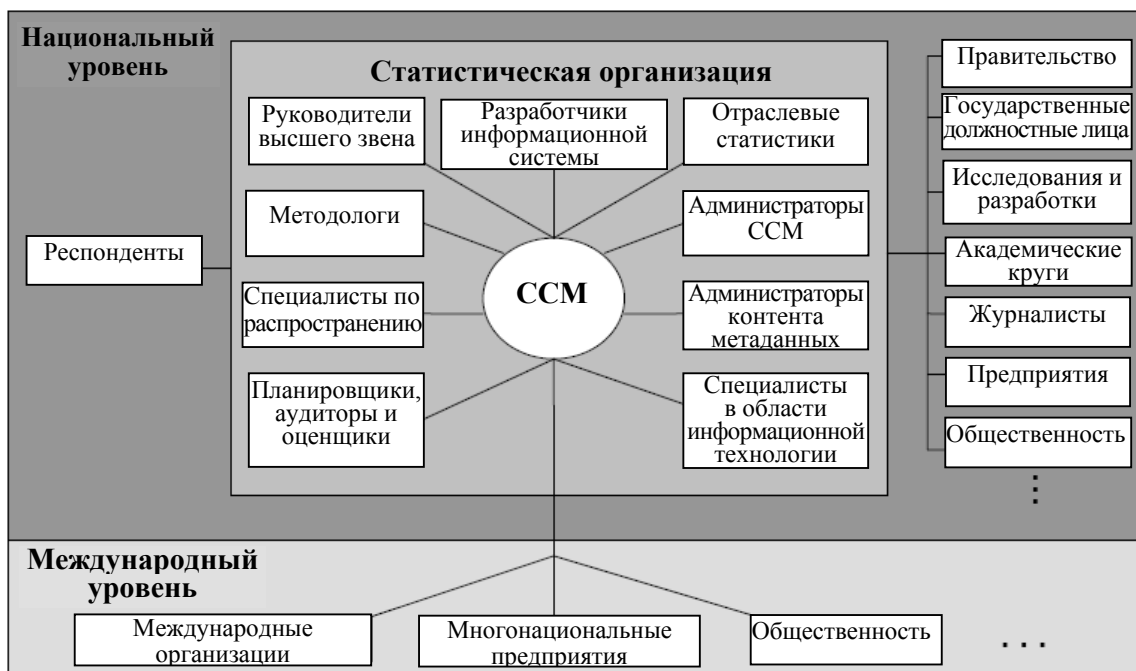 Национальный
уровень
Статистическая организация
Руководители
высшего звена
Разработчики
информационной
системы
Отраслевые
статистики
Методологи
Администраторы
ССМ
Респонденты
ССМ
Специалисты по
распространению
Администраторы
контента
метаданных
Планировщики,
аудиторы и
оценщики
Специалисты
в области
информационной
технологии
Правительство
Государственные
должностные лица
Исследования и
разработки
Академические
круги
Журналисты
Предприятия
Общественность
...
Международный
уровень
Международные
организации
Многонациональные
предприятия
Общественность
...